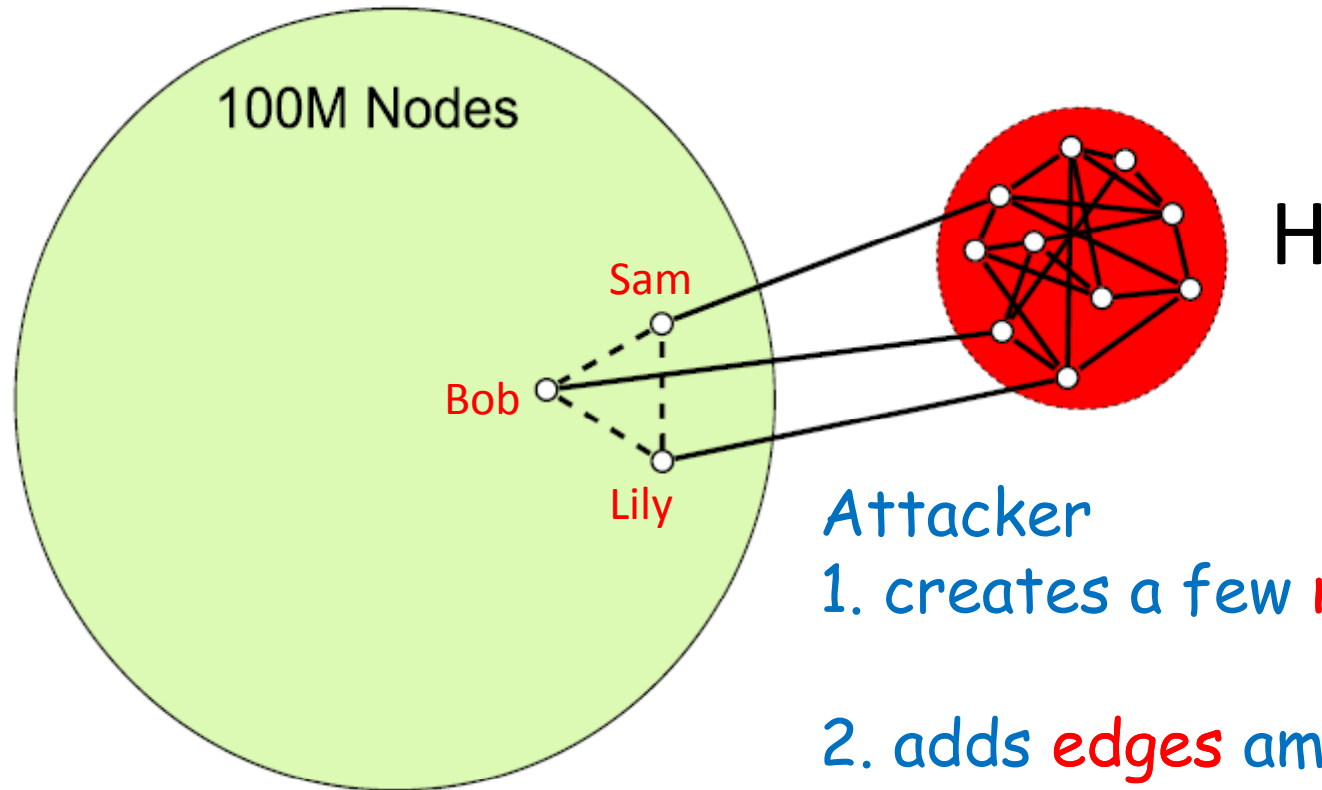 100M Nodes
H
Sam
Bob
Lily
Attacker
1. creates a few
2. adds edges am